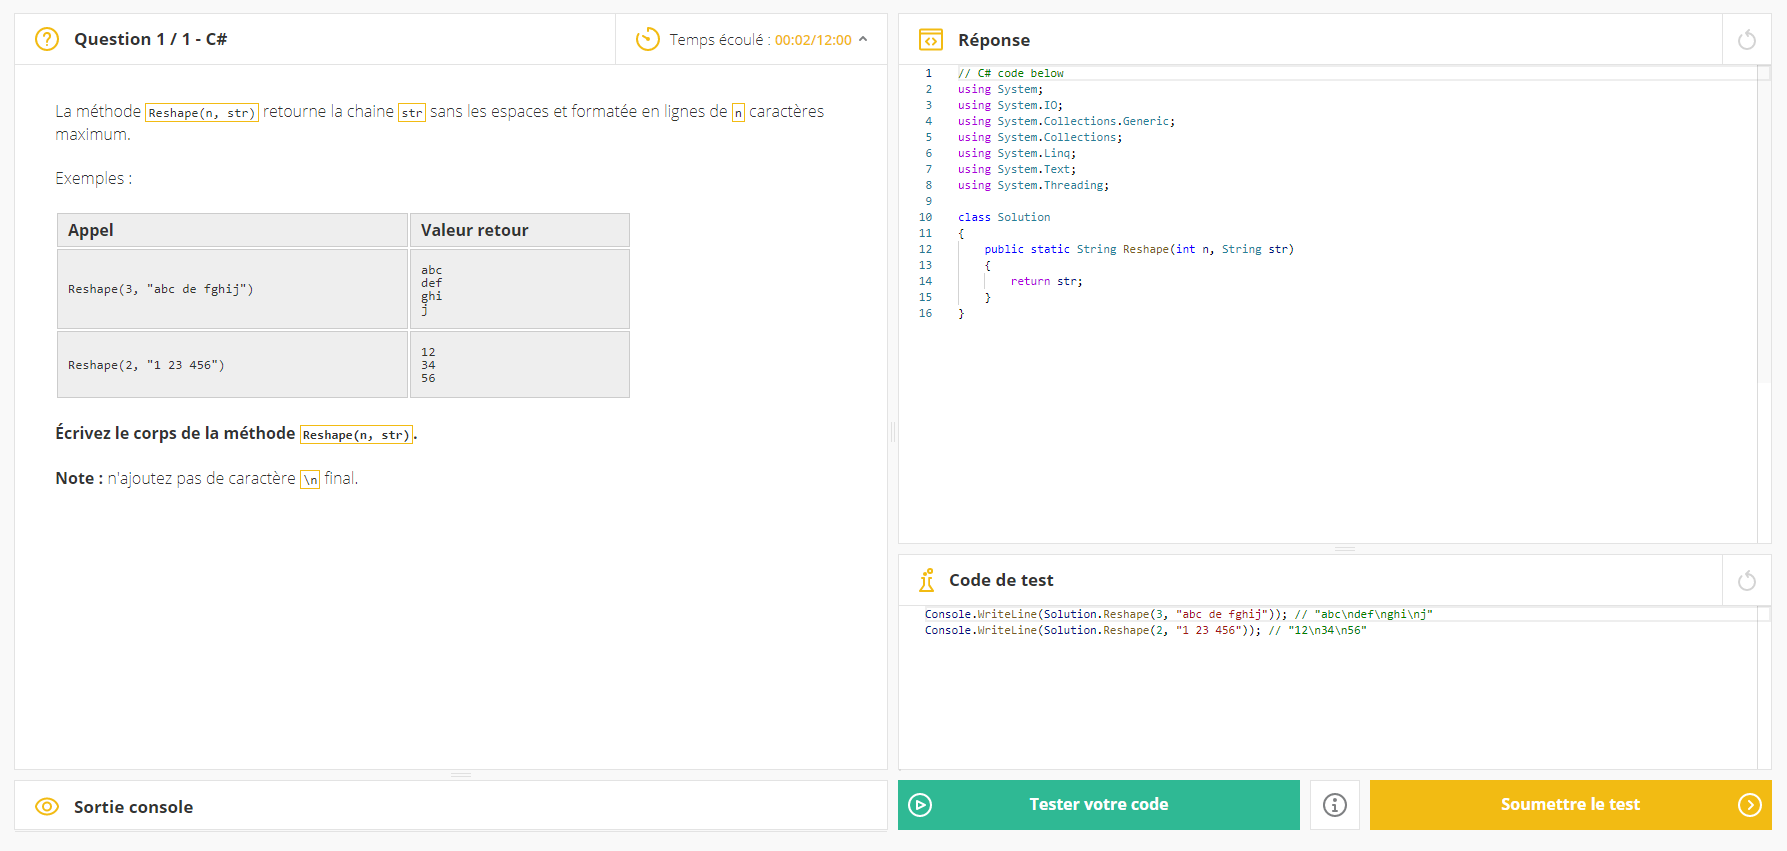 Question 1 / 1 - C#
Temps écoulé : 00:02/12:00
La méthode Reshape(n, str) retourne la chaine str sans les espaces et formatée en lignes de n caractères
maximum.
Exemples :
Appel Valeur retour
Reshape(3, "abc de fghij")
abc
def
ghi
j
Reshape(2, "1 23 456")
12
34
56
Écrivez le corps de la méthode Reshape(n, str).
Note : n'ajoutez pas de caractère \n final.
Sortie console
Réponse
1 // C# code below
2 using System;
3 using System.IO;
4 using System.Collections.Generic;
5 using System.Collections;
6 using System.Linq;
7 using System.Text;
8 using System.Threading;
9
10 class Solution
11 {
12 public static String Reshape(int n, String str)
13 {
14 return str;
15 }
16 }
Code de test
Console.WriteLine(Solution.Reshape(3, "abc de fghij")); // "abc\ndef\nghi\nj"
Console.WriteLine(Solution.Reshape(2, "1 23 456")); // "12\n34\n56"
Tester votre code
Soumettre le test